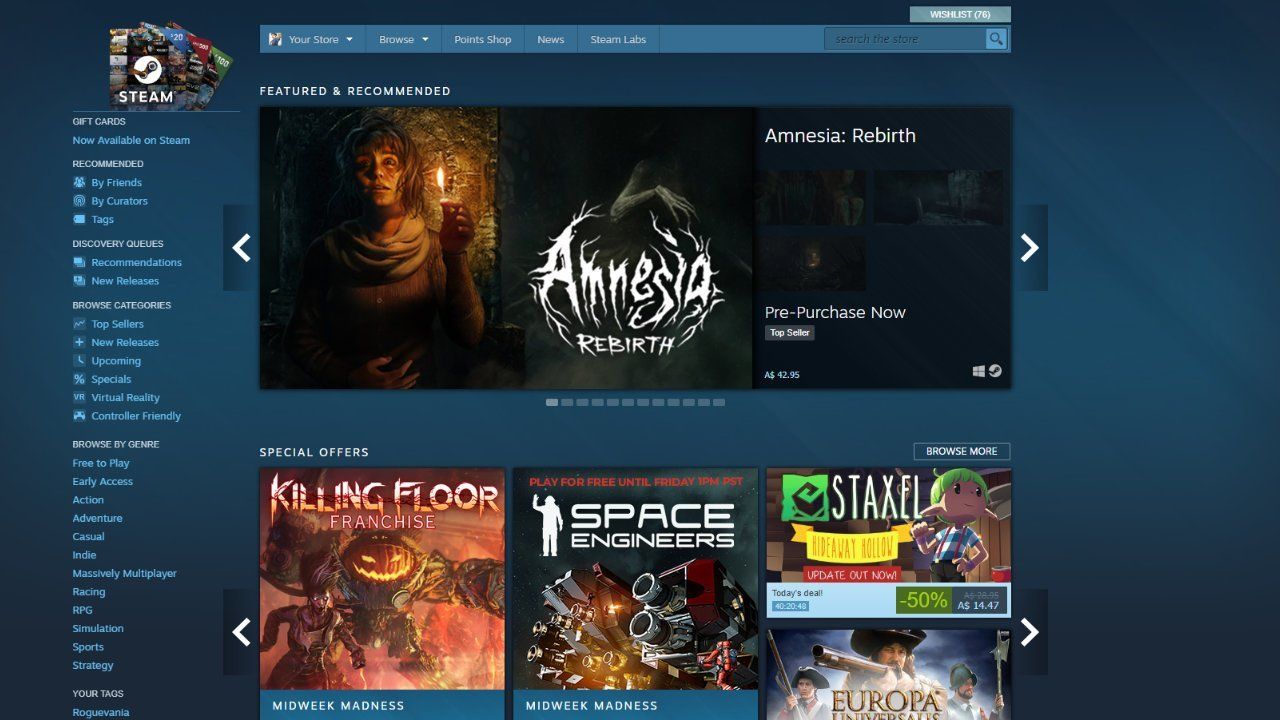 WISHLIST (76)
Your Store
Browse
Points Shop
News
Steam Labs
search the store
STEAM
GIFT CARDS
Now Available on Steam
RECOMMENDED
By Friends
By Curators
Tags
DISCOVERY QUEUES
Recommendations
New Releases
BROWSE CATEGORIES
Top Sellers
New Releases
Upcoming
Specials
VR Virtual Reality
Controller Friendly
BROWSE BY GENRE
Free to Play
Early Access
Action
Adventure
Casual
Indie
Massively Multiplayer
Racing
RPG
Simulation
Sports
Strategy
YOUR TAGS
Roguevania
FEATURED & RECOMMENDED
Amnesia
REBIRTH
Amnesia: Rebirth
Pre-Purchase Now
Top Seller
A$ 42.95
SPECIAL OFFERS
BROWSE MORE
KILLING FLOOR
FRANCHISE
MIDWEEK MADNESS
PLAY FOR FREE UNTIL FRIDAY 1PM PST
SPACE
ENGINEERS
MIDWEEK MADNESS
STAXEL
HIDEAWAY HOLLOW
UPDATE OUT NOW!
Today's deal!
40:20:48
-50%
A$ 28.95
A$ 14.47
EUROPA
UNIVERSALIS